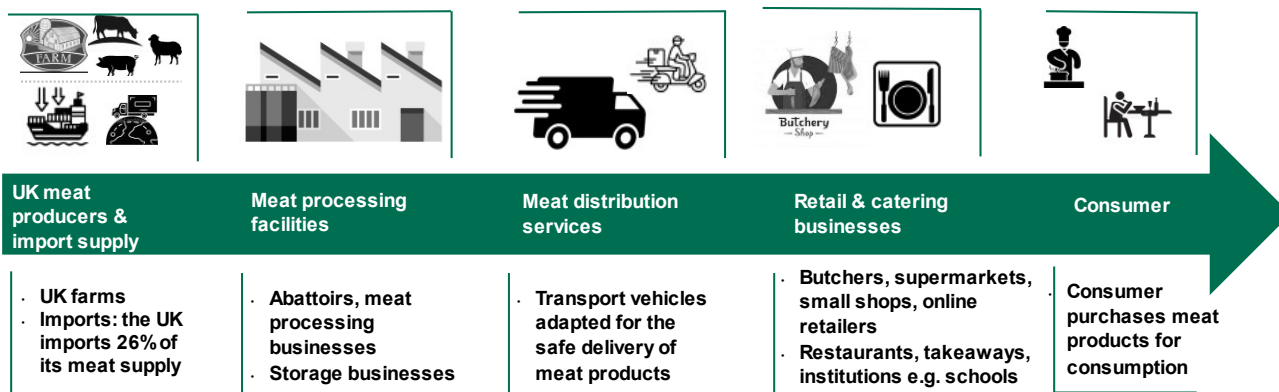 FARM
Butchery
Shop
UK meat
producers &
import supply
Meat processing
facilities
Meat distribution
services
Retail & catering
businesses
Consumer
· UK farms
· Imports: the UK
imports 26% of
its meat supply
· Abattoirs, meat
processing
businesses
· Storage businesses
· Transport vehicles
adapted for the
safe delivery of
meat products
· Butchers, supermarkets,
small shops, online
retailers
· Restaurants, takeaways,
institutions e.g. schools
· Consumer
purchases meat
products for
consumption